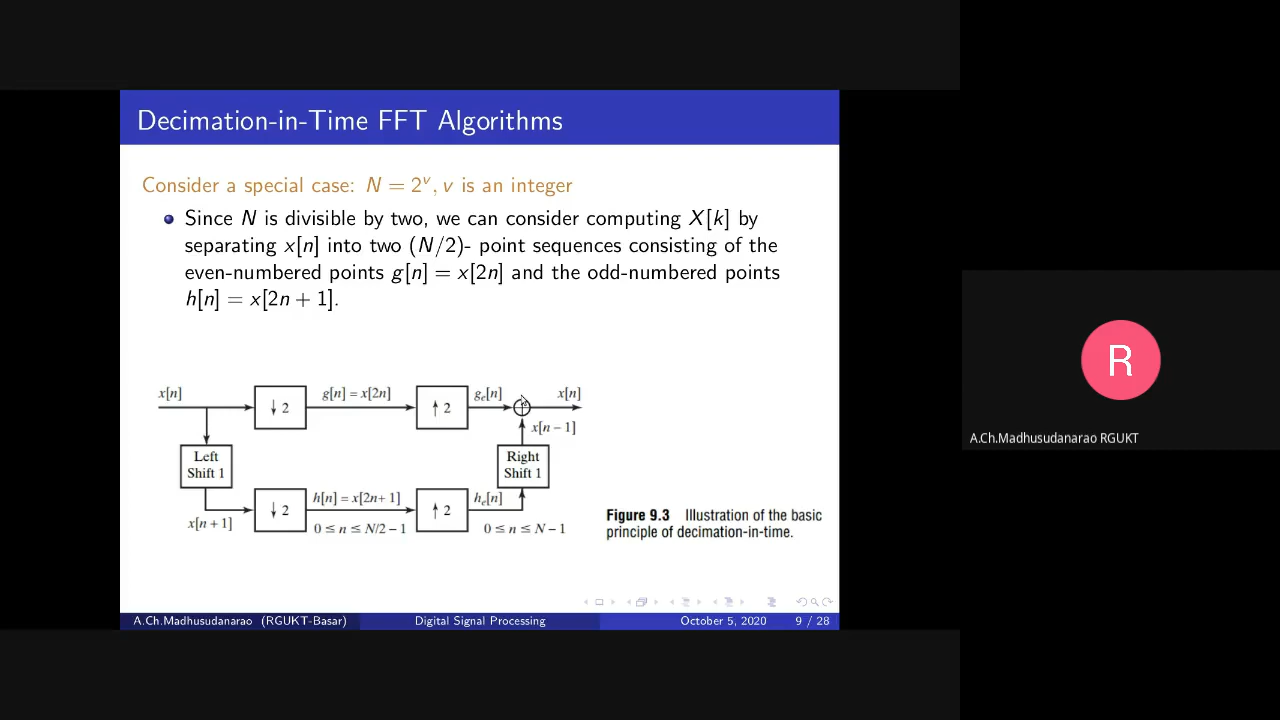 Decimation-in-Time FFT Algorithms
Consider a special case: N = 2ᵛ, v is an integer
Since N is divisible by two, we can consider computing X[k] by
separating x[n] into two (N/2)- point sequences consisting of the
even-numbered points g[n] = x[2n] and the odd-numbered points
h[n] = x[2n + 1].
x[n]
↓ 2
g[n] = x[2n]
↑ 2
gₑ[n]
x[n]
x[n − 1]
Left
Shift 1
Right
Shift 1
x[n + 1]
↓ 2
h[n] = x[2n+ 1]
0 ≤ n ≤ N/2 − 1
↑ 2
hₑ[n]
0 ≤ n ≤ N − 1
Figure 9.3 Illustration of the basic
principle of decimation-in-time.
A.Ch.Madhusudanarao (RGUKT-Basar) Digital Signal Processing October 5, 2020 9 / 28
R
A.Ch.Madhusudanarao RGUKT